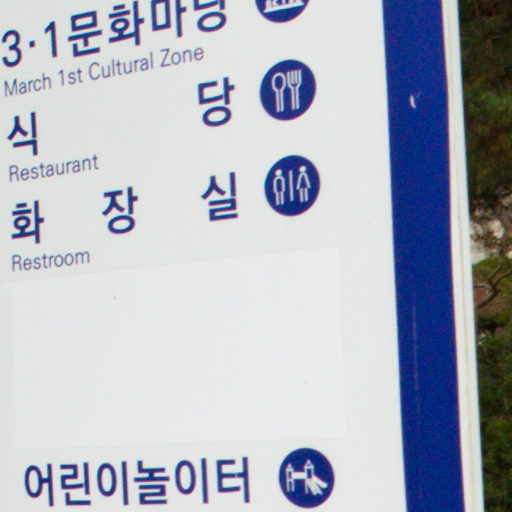 3·1문화마당
March 1st Cultural Zone
식 당
Restaurant
화 장 실
Restroom
어린이놀이터